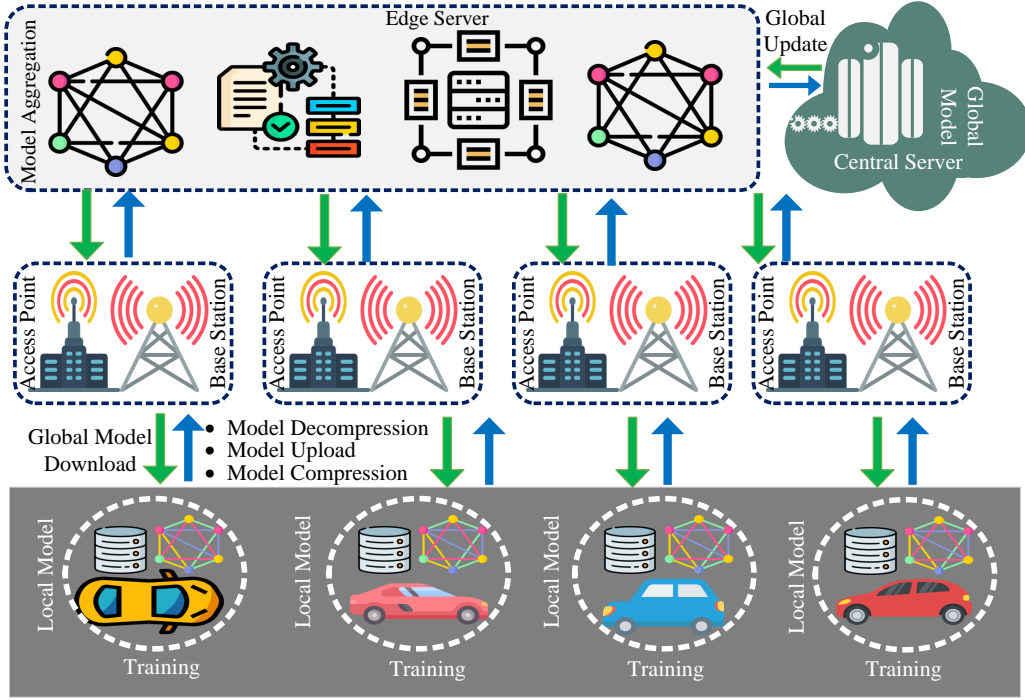 Edge Server
Model Aggregation
Global
Update
Global
Model
Central Server
Access Point
Base Station
Access Point
Base Station
Access Point
Base Station
Access Point
Base Station
Global Model
Download
• Model Decompression
• Model Upload
• Model Compression
Local Model
Training
Local Model
Training
Local Model
Training
Local Model
Training